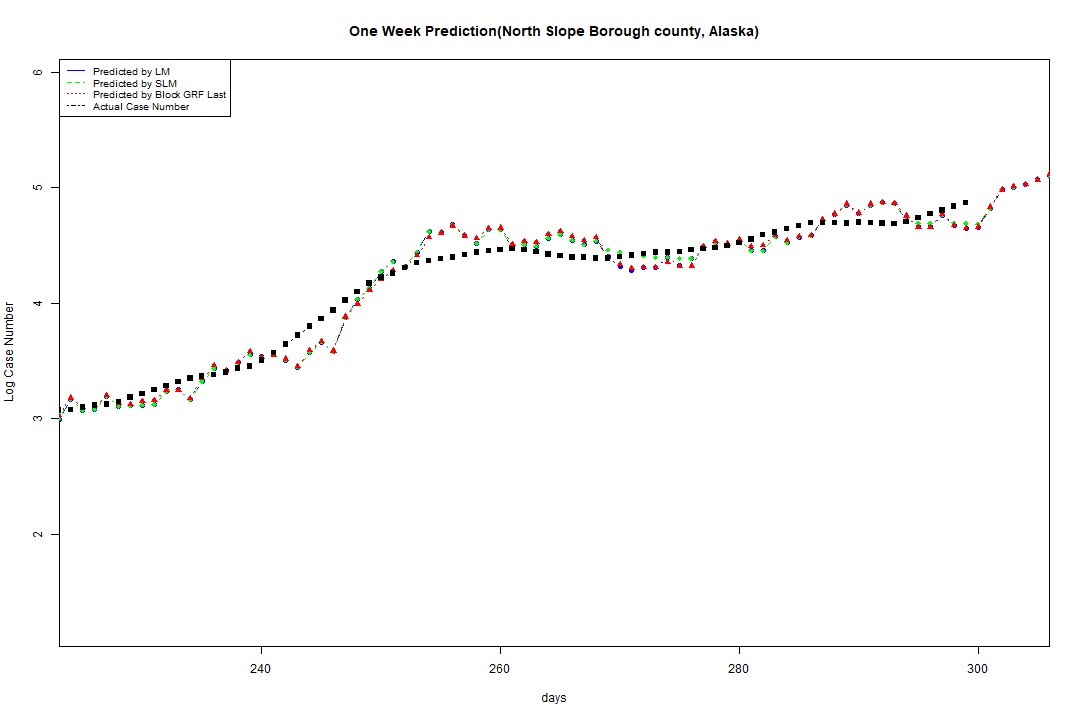 One Week Prediction(North Slope Borough county, Alaska)
Predicted by LM
Predicted by SLM
Predicted by Block GRF Last
Actual Case Number
6
5
4
3
2
Log Case Number
240 260 280 300
days